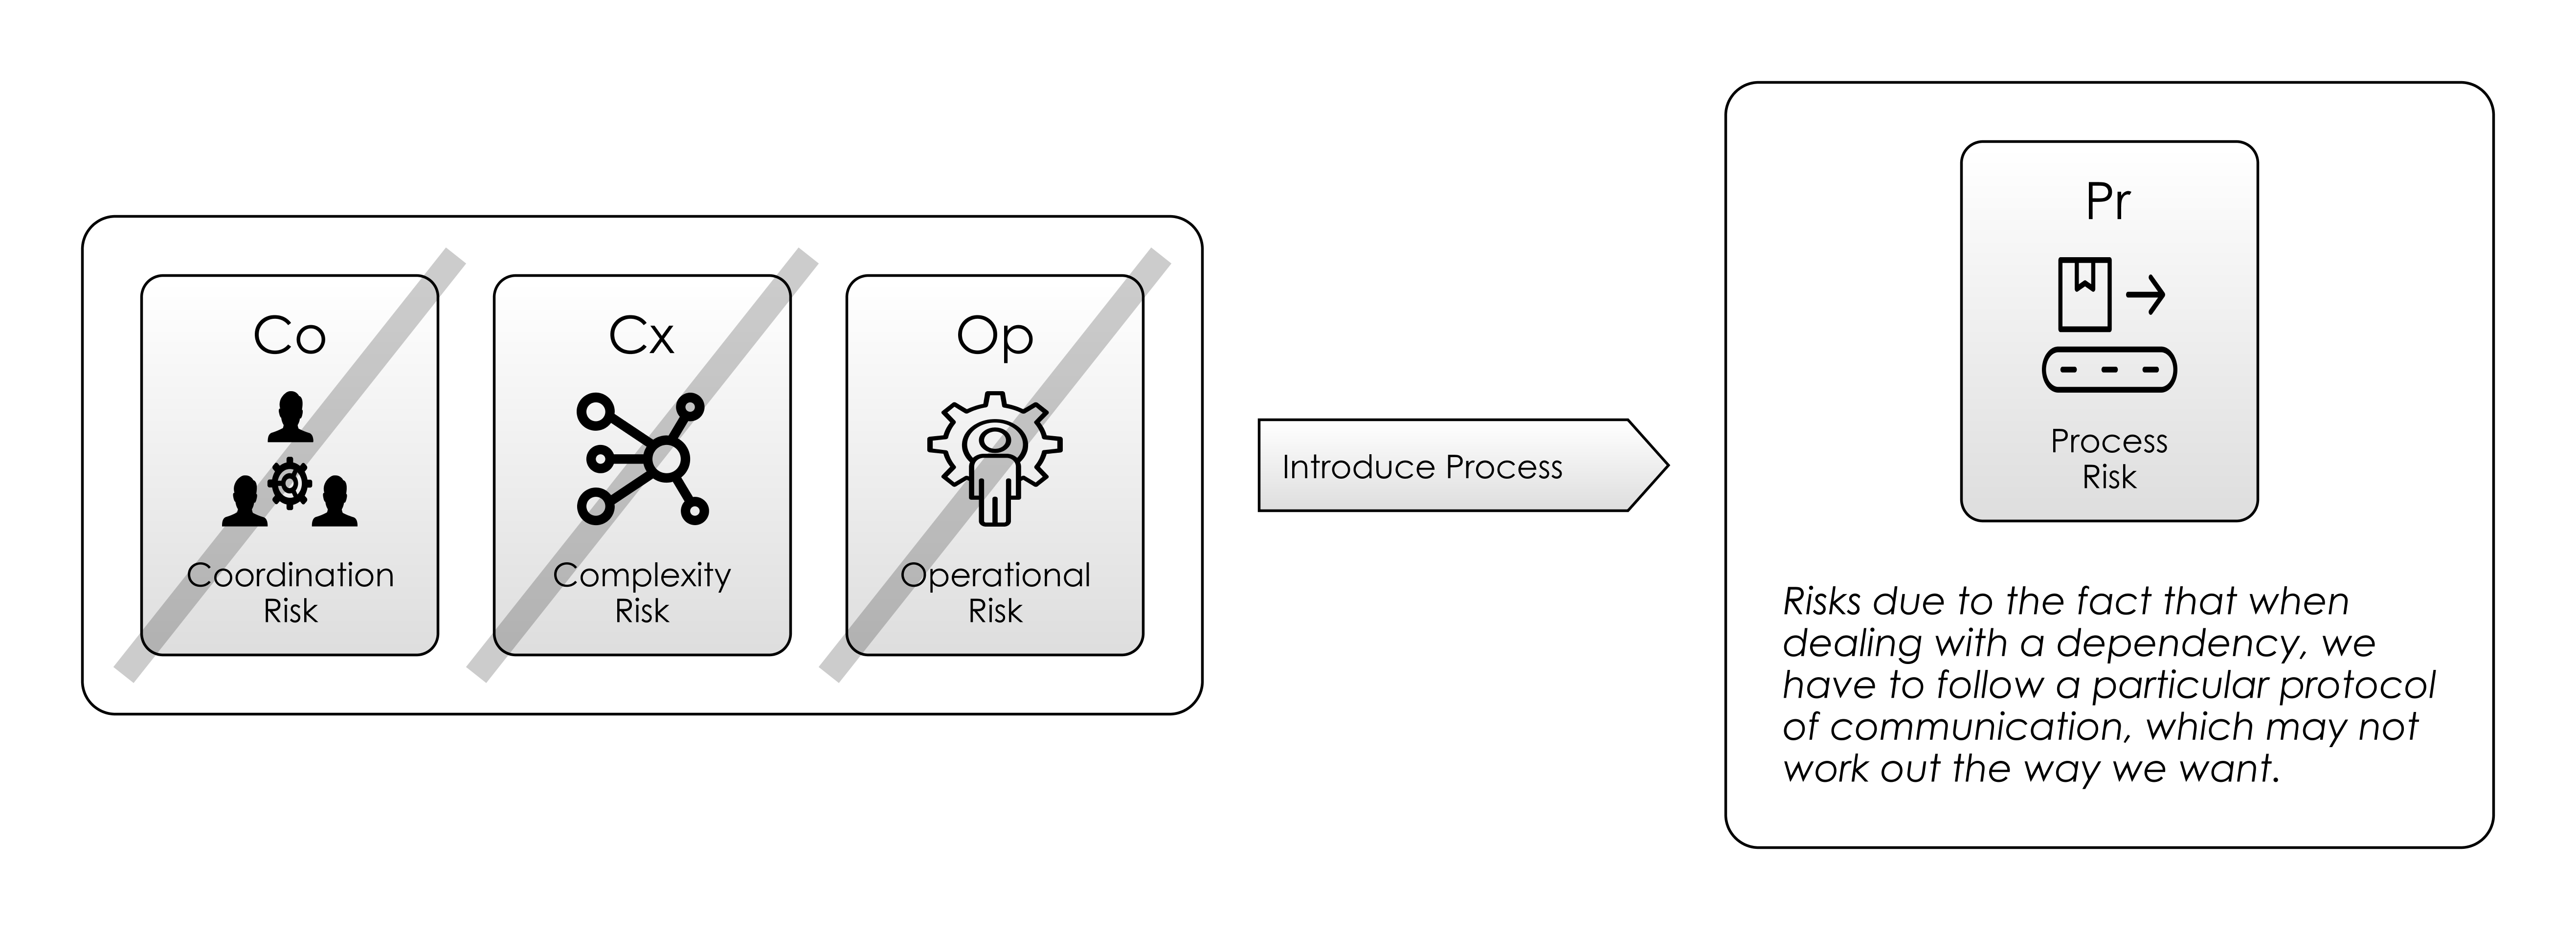 Co
Coordination
Risk
Cx
Complexity
Risk
Op
Operational
Risk
Introduce Process
Pr
Process
Risk
Risks due to the fact that when
dealing with a dependency, we
have to follow a particular protocol
of communication, which may not
work out the way we want.